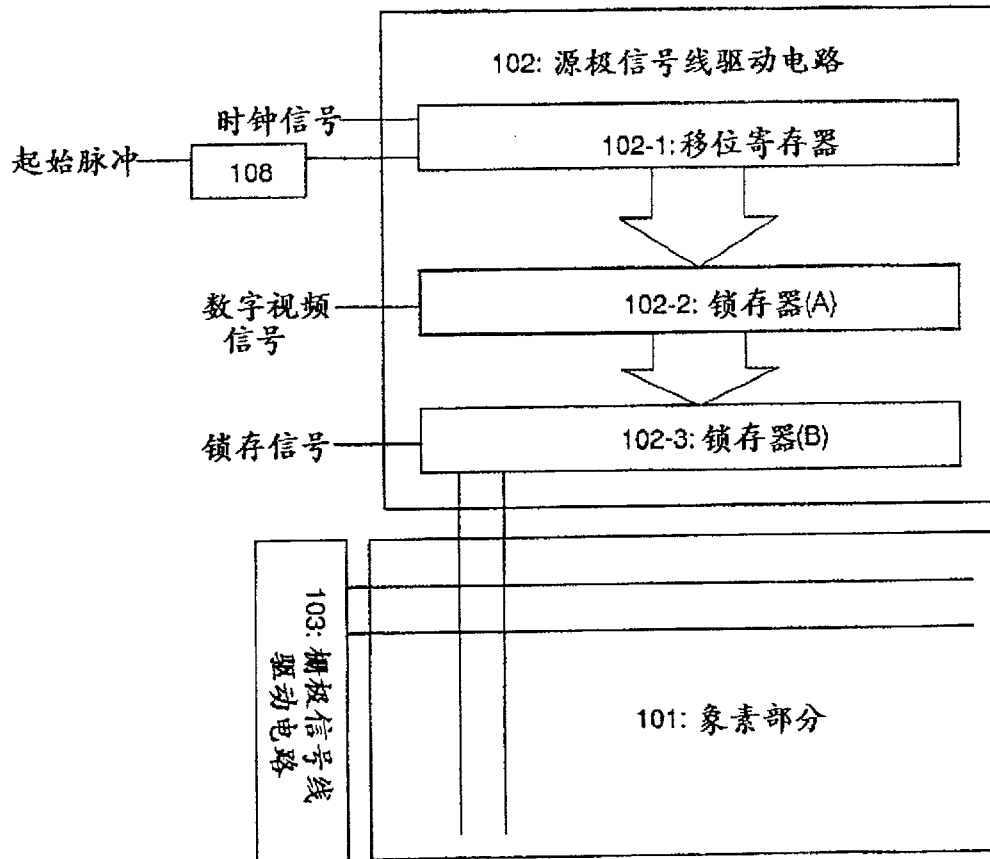 102: 源极信号线驱动电路
时钟信号
起始脉冲
108
102-1: 移位寄存器
数字视频
信号
102-2: 锁存器(A)
锁存信号
102-3: 锁存器(B)
103: 栅极信号线
驱动电路
101: 象素部分